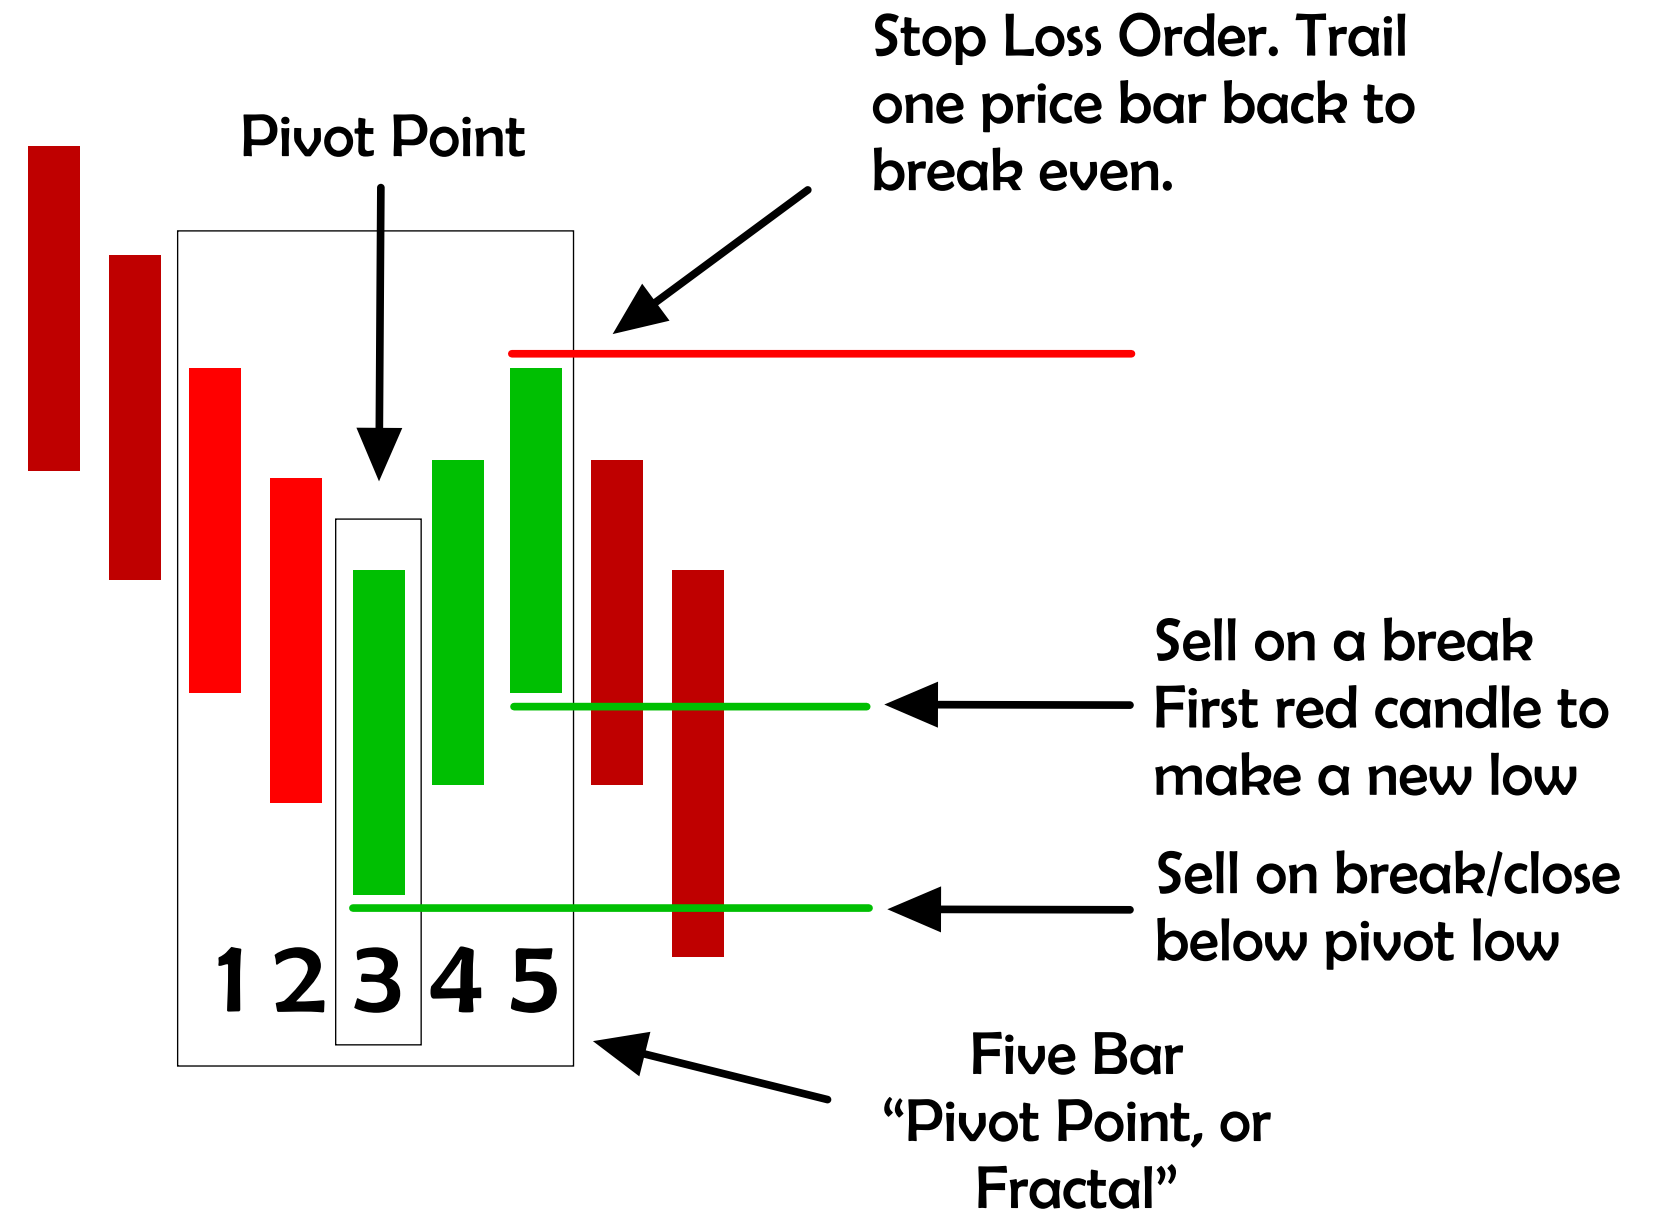 Stop Loss Order. Trail
one price bar back to
break even.
Pivot Point
Sell on a break
First red candle to
make a new low
Sell on break/close
below pivot low
1 2 3 4 5
Five Bar
“Pivot Point, or
Fractal”